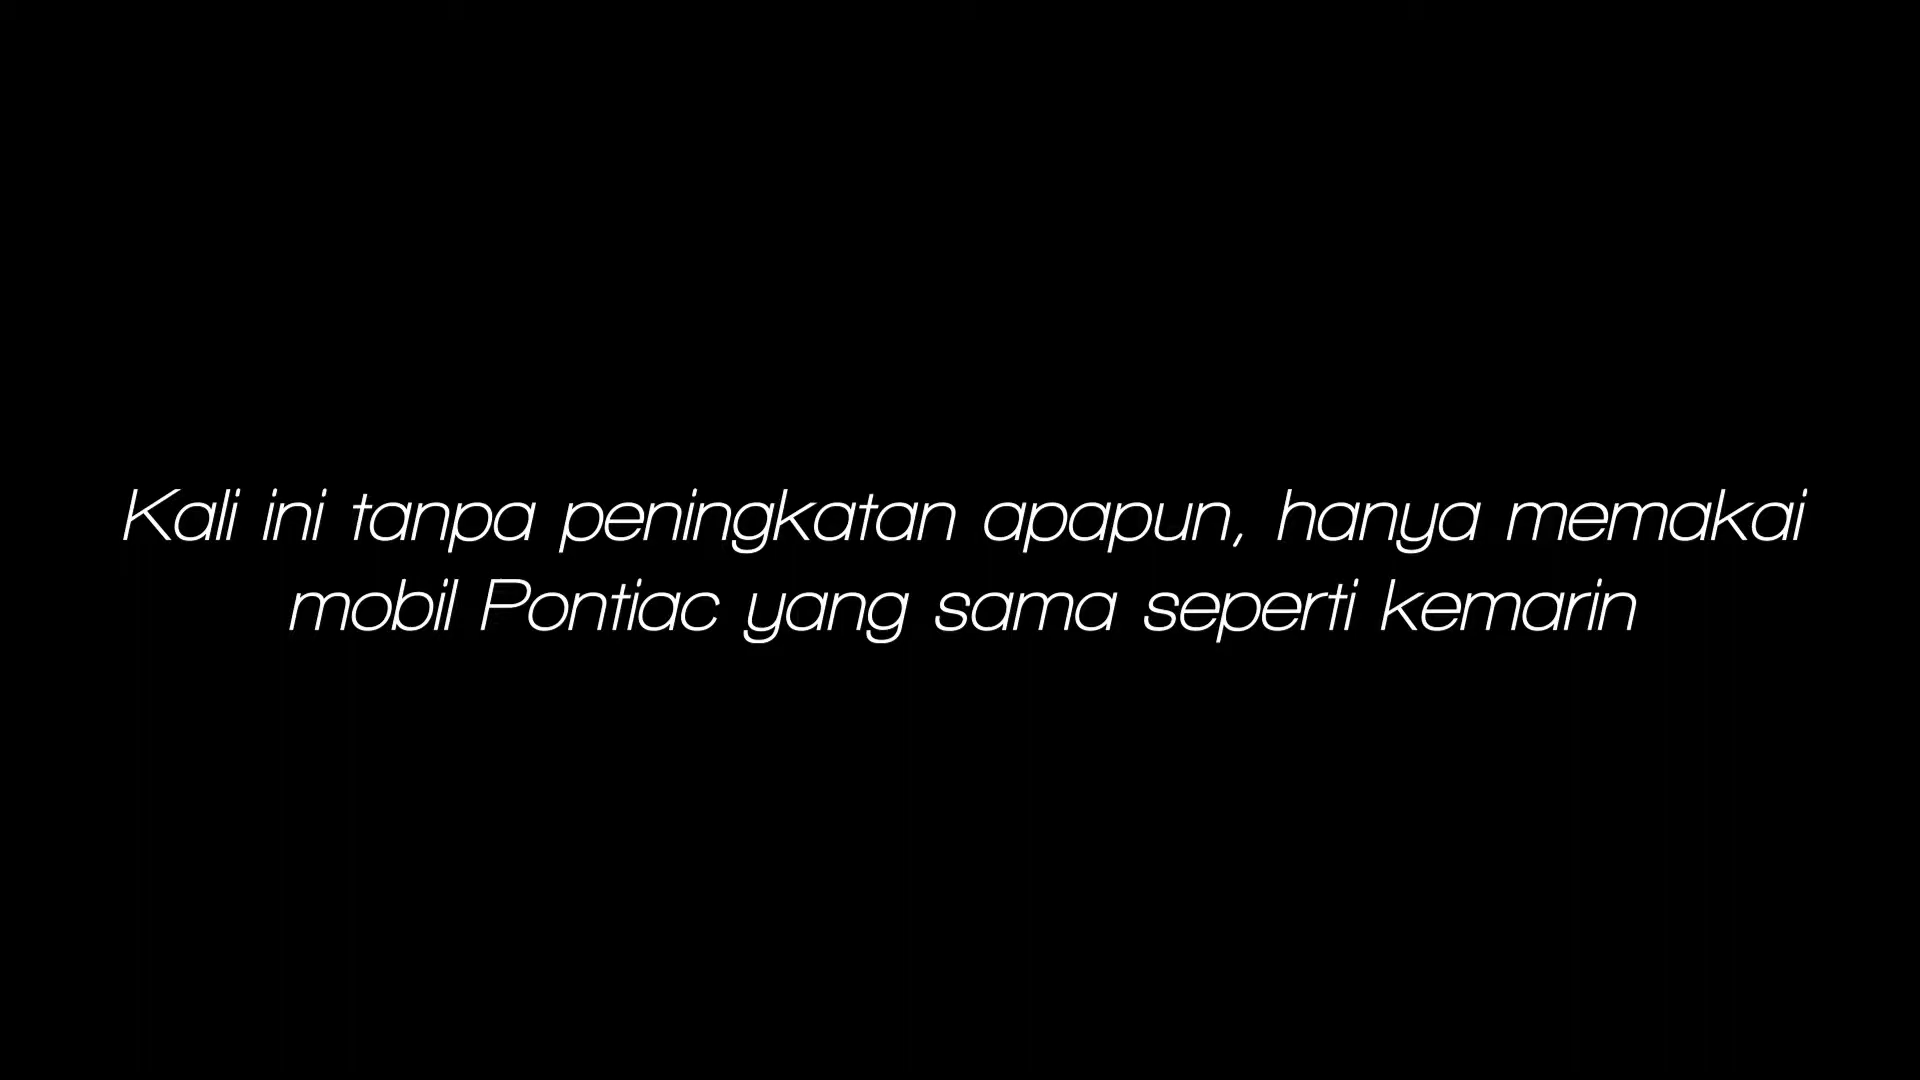 Kali ini tanpa peningkatan apapun, hanya memakai
mobil Pontiac yang sama seperti kemarin